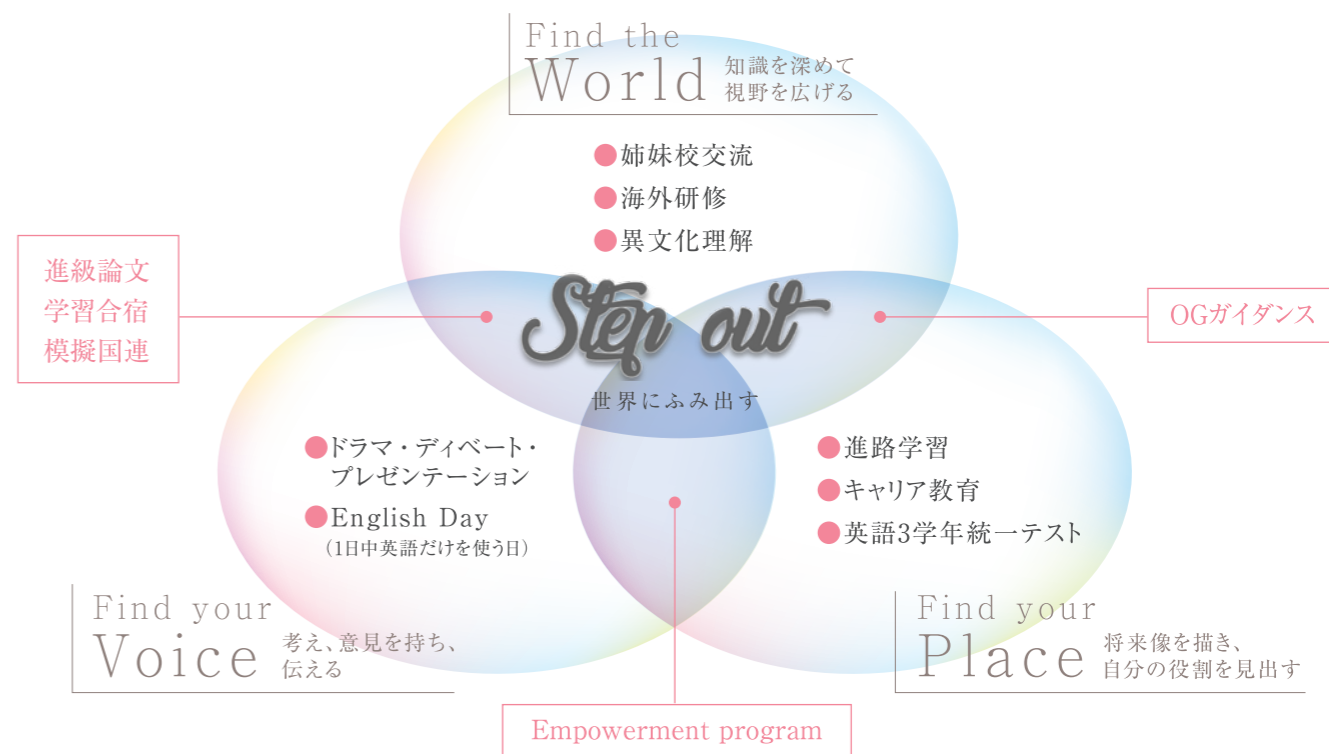 Find the
World
知識を深めて
視野を広げる
●姉妹校交流
●海外研修
●異文化理解
進級論文
学習合宿
模擬国連
OGガイダンス
Step out
世界にふみ出す
●ドラマ・ディベート・
プレゼンテーション
●English Day
（1日中英語だけを使う日）
●進路学習
●キャリア教育
●英語3学年統一テスト
Find your
Voice
考え、意見を持ち、
伝える
Find your
Place
将来像を描き、
自分の役割を見出す
Empowerment program